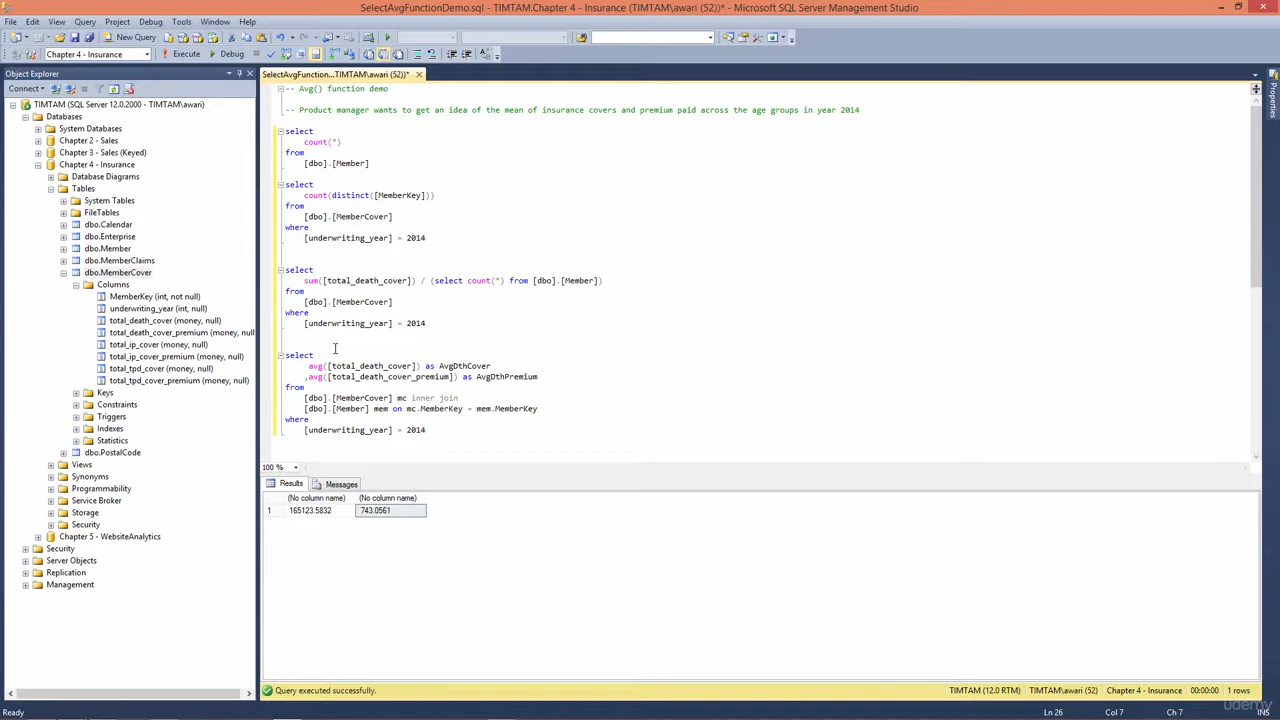 SelectAvgFunctionDemo.sql - TIMTAM.Chapter 4 - Insurance (TIMTAM\awari (52))* - Microsoft SQL Server Management Studio
File Edit View Query Project Debug Tools Window Help
New Query
Chapter 4 - Insurance Execute Debug
Object Explorer
SelectAvgFunction...TIMTAM\awari (52))*
Connect
Properties
TIMTAM (SQL Server 12.0.2000 - TIMTAM\awari)
Databases
System Databases
Chapter 2 - Sales
Chapter 3 - Sales (Keyed)
Chapter 4 - Insurance
Database Diagrams
Tables
System Tables
FileTables
dbo.Calendar
dbo.Enterprise
dbo.Member
dbo.MemberClaims
dbo.MemberCover
Columns
MemberKey (int, not null)
underwriting_year (int, null)
total_death_cover (money, null)
total_death_cover_premium (money, null
total_ip_cover (money, null)
total_ip_cover_premium (money, null)
total_tpd_cover (money, null)
total_tpd_cover_premium (money, null)
Keys
Constraints
Triggers
Indexes
Statistics
dbo.PostalCode
Views
Synonyms
Programmability
Service Broker
Storage
Security
Chapter 5 - WebsiteAnalytics
Security
Server Objects
Replication
Management
-- Avg() function demo
-- Product manager wants to get an idea of the mean of insurance covers and premium paid across the age groups in year 2014
select
count(*)
from
[dbo].[Member]
select
count(distinct([MemberKey]))
from
[dbo].[MemberCover]
where
[underwriting_year] = 2014
select
sum([total_death_cover]) / (select count(*) from [dbo].[Member])
from
[dbo].[MemberCover]
where
[underwriting_year] = 2014
select
avg([total_death_cover]) as AvgDthCover
,avg([total_death_cover_premium]) as AvgDthPremium
from
[dbo].[MemberCover] mc inner join
[dbo].[Member] mem on mc.MemberKey = mem.MemberKey
where
[underwriting_year] = 2014
100 %
Results Messages
(No column name) (No column name)
1 165123.5832 743.0561
Query executed successfully. TIMTAM (12.0 RTM) TIMTAM\awari (52) Chapter 4 - Insurance 00:00:00 1 rows
Ready Ln 26 Col 7 Ch 7 INS
udemy